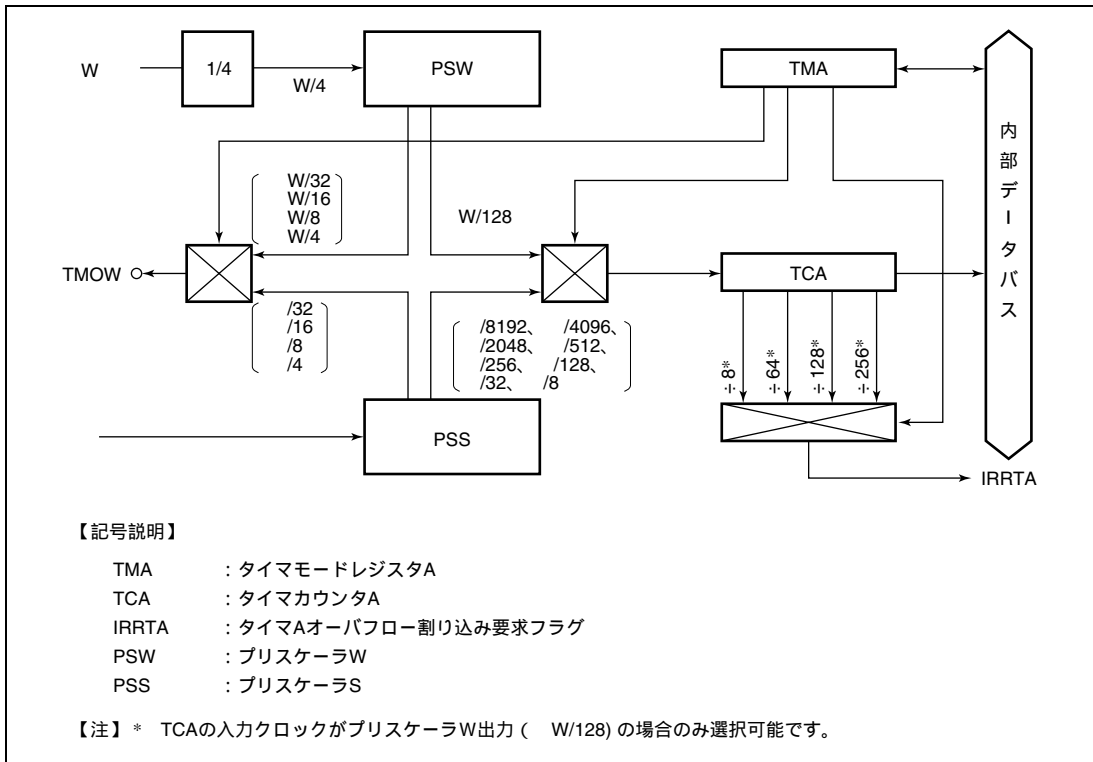 W
1/4
W/4
PSW
TMA
内部データバス
W/32
W/16
W/8
W/4
W/128
TMOW
TCA
/32
/16
/8
/4
/8192、 /4096、
/2048、 /512、
/256、 /128、
/32、 /8
÷8*
÷64*
÷128*
÷256*
PSS
IRRTA
【記号説明】
TMA : タイマモードレジスタA
TCA : タイマカウンタA
IRRTA : タイマAオーバフロー割り込み要求フラグ
PSW : プリスケーラW
PSS : プリスケーラS
【注】* TCAの入力クロックがプリスケーラW出力 ( W/128) の場合のみ選択可能です。